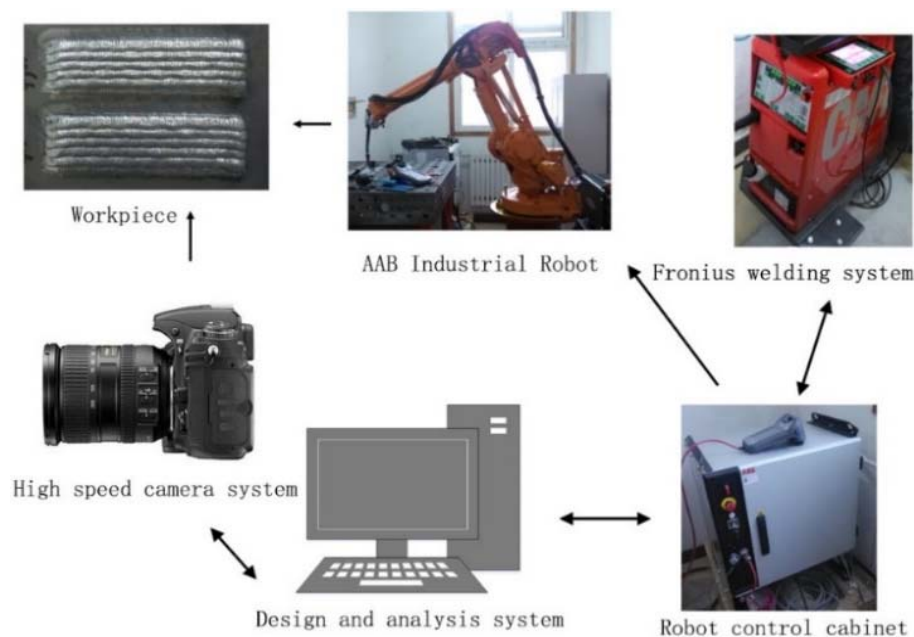 Workpiece
AAB Industrial Robot
Fronius welding system
High speed camera system
Design and analysis system
Robot control cabinet